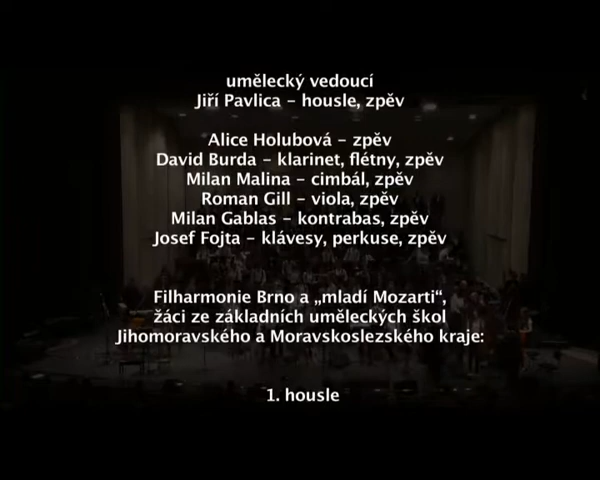 umělecký vedoucí
Jiří Pavlica – housle, zpěv
Alice Holubová – zpěv
David Burda – klarinet, flétny, zpěv
Milan Malina – cimbál, zpěv
Roman Gill – viola, zpěv
Milan Gablas – kontrabas, zpěv
Josef Fojta – klávesy, perkuse, zpěv
Filharmonie Brno a „mladí Mozarti“,
žáci ze základních uměleckých škol
Jihomoravského a Moravskoslezského kraje:
1. housle